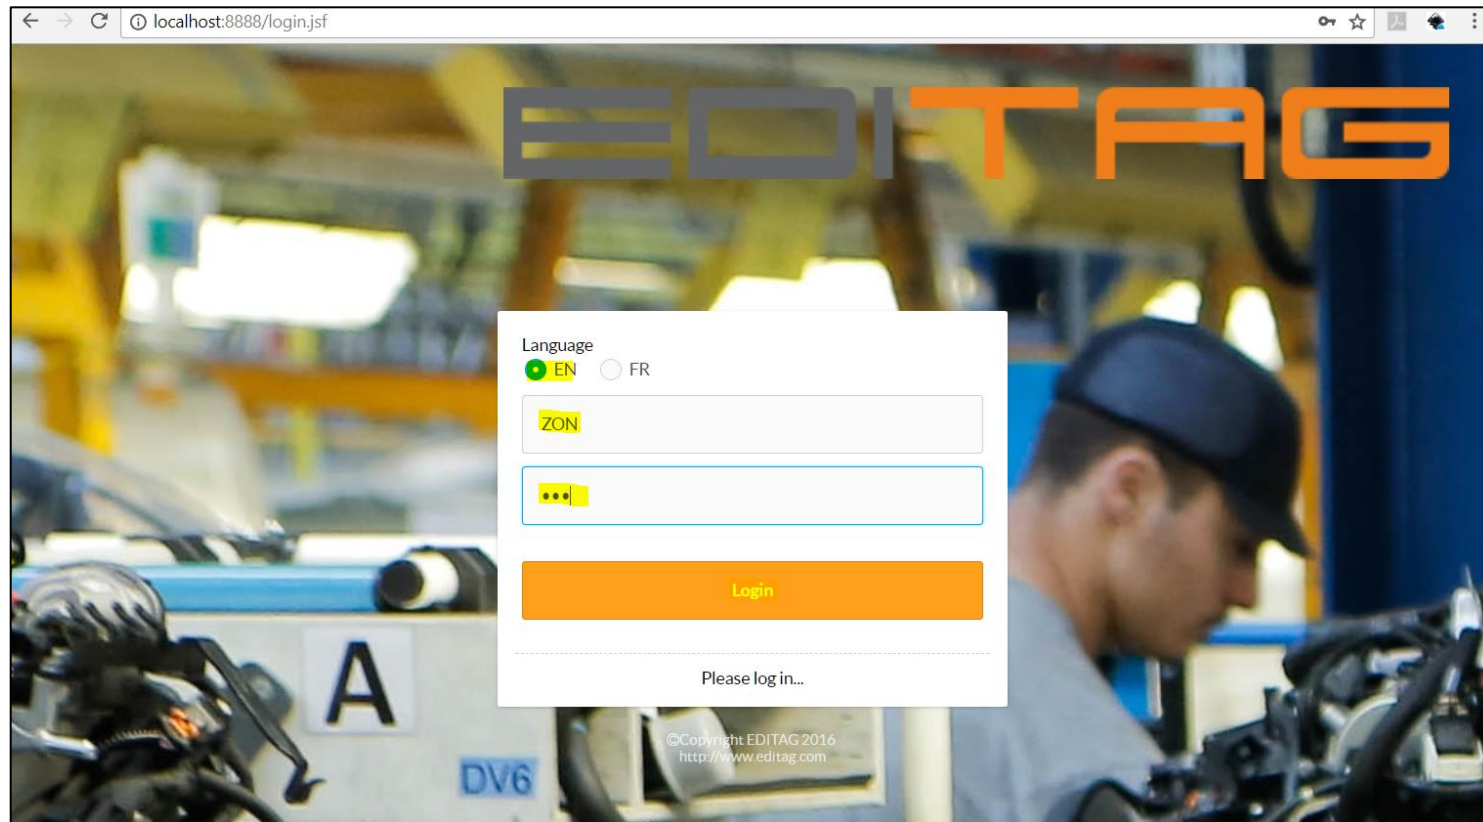 localhost:8888/login.jsf
EDITAG
Language
EN FR
ZON
•••
Login
Please log in...
A
©Copyright EDITAG 2016
http://www.editag.com
DV6